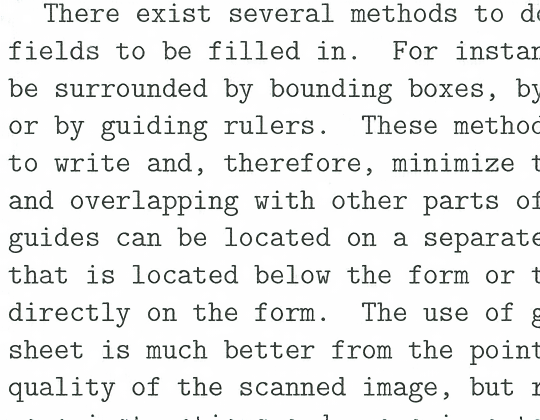 There exist several methods to
fields to be filled in.  For
be surrounded by bounding boxes, by
or by guiding rulers.  These
to write and, therefore, minimize
and overlapping with other parts of
guides can be located on a separate
that is located below the form or
directly on the form.  The use of
sheet is much better from the point
quality of the scanned image, but